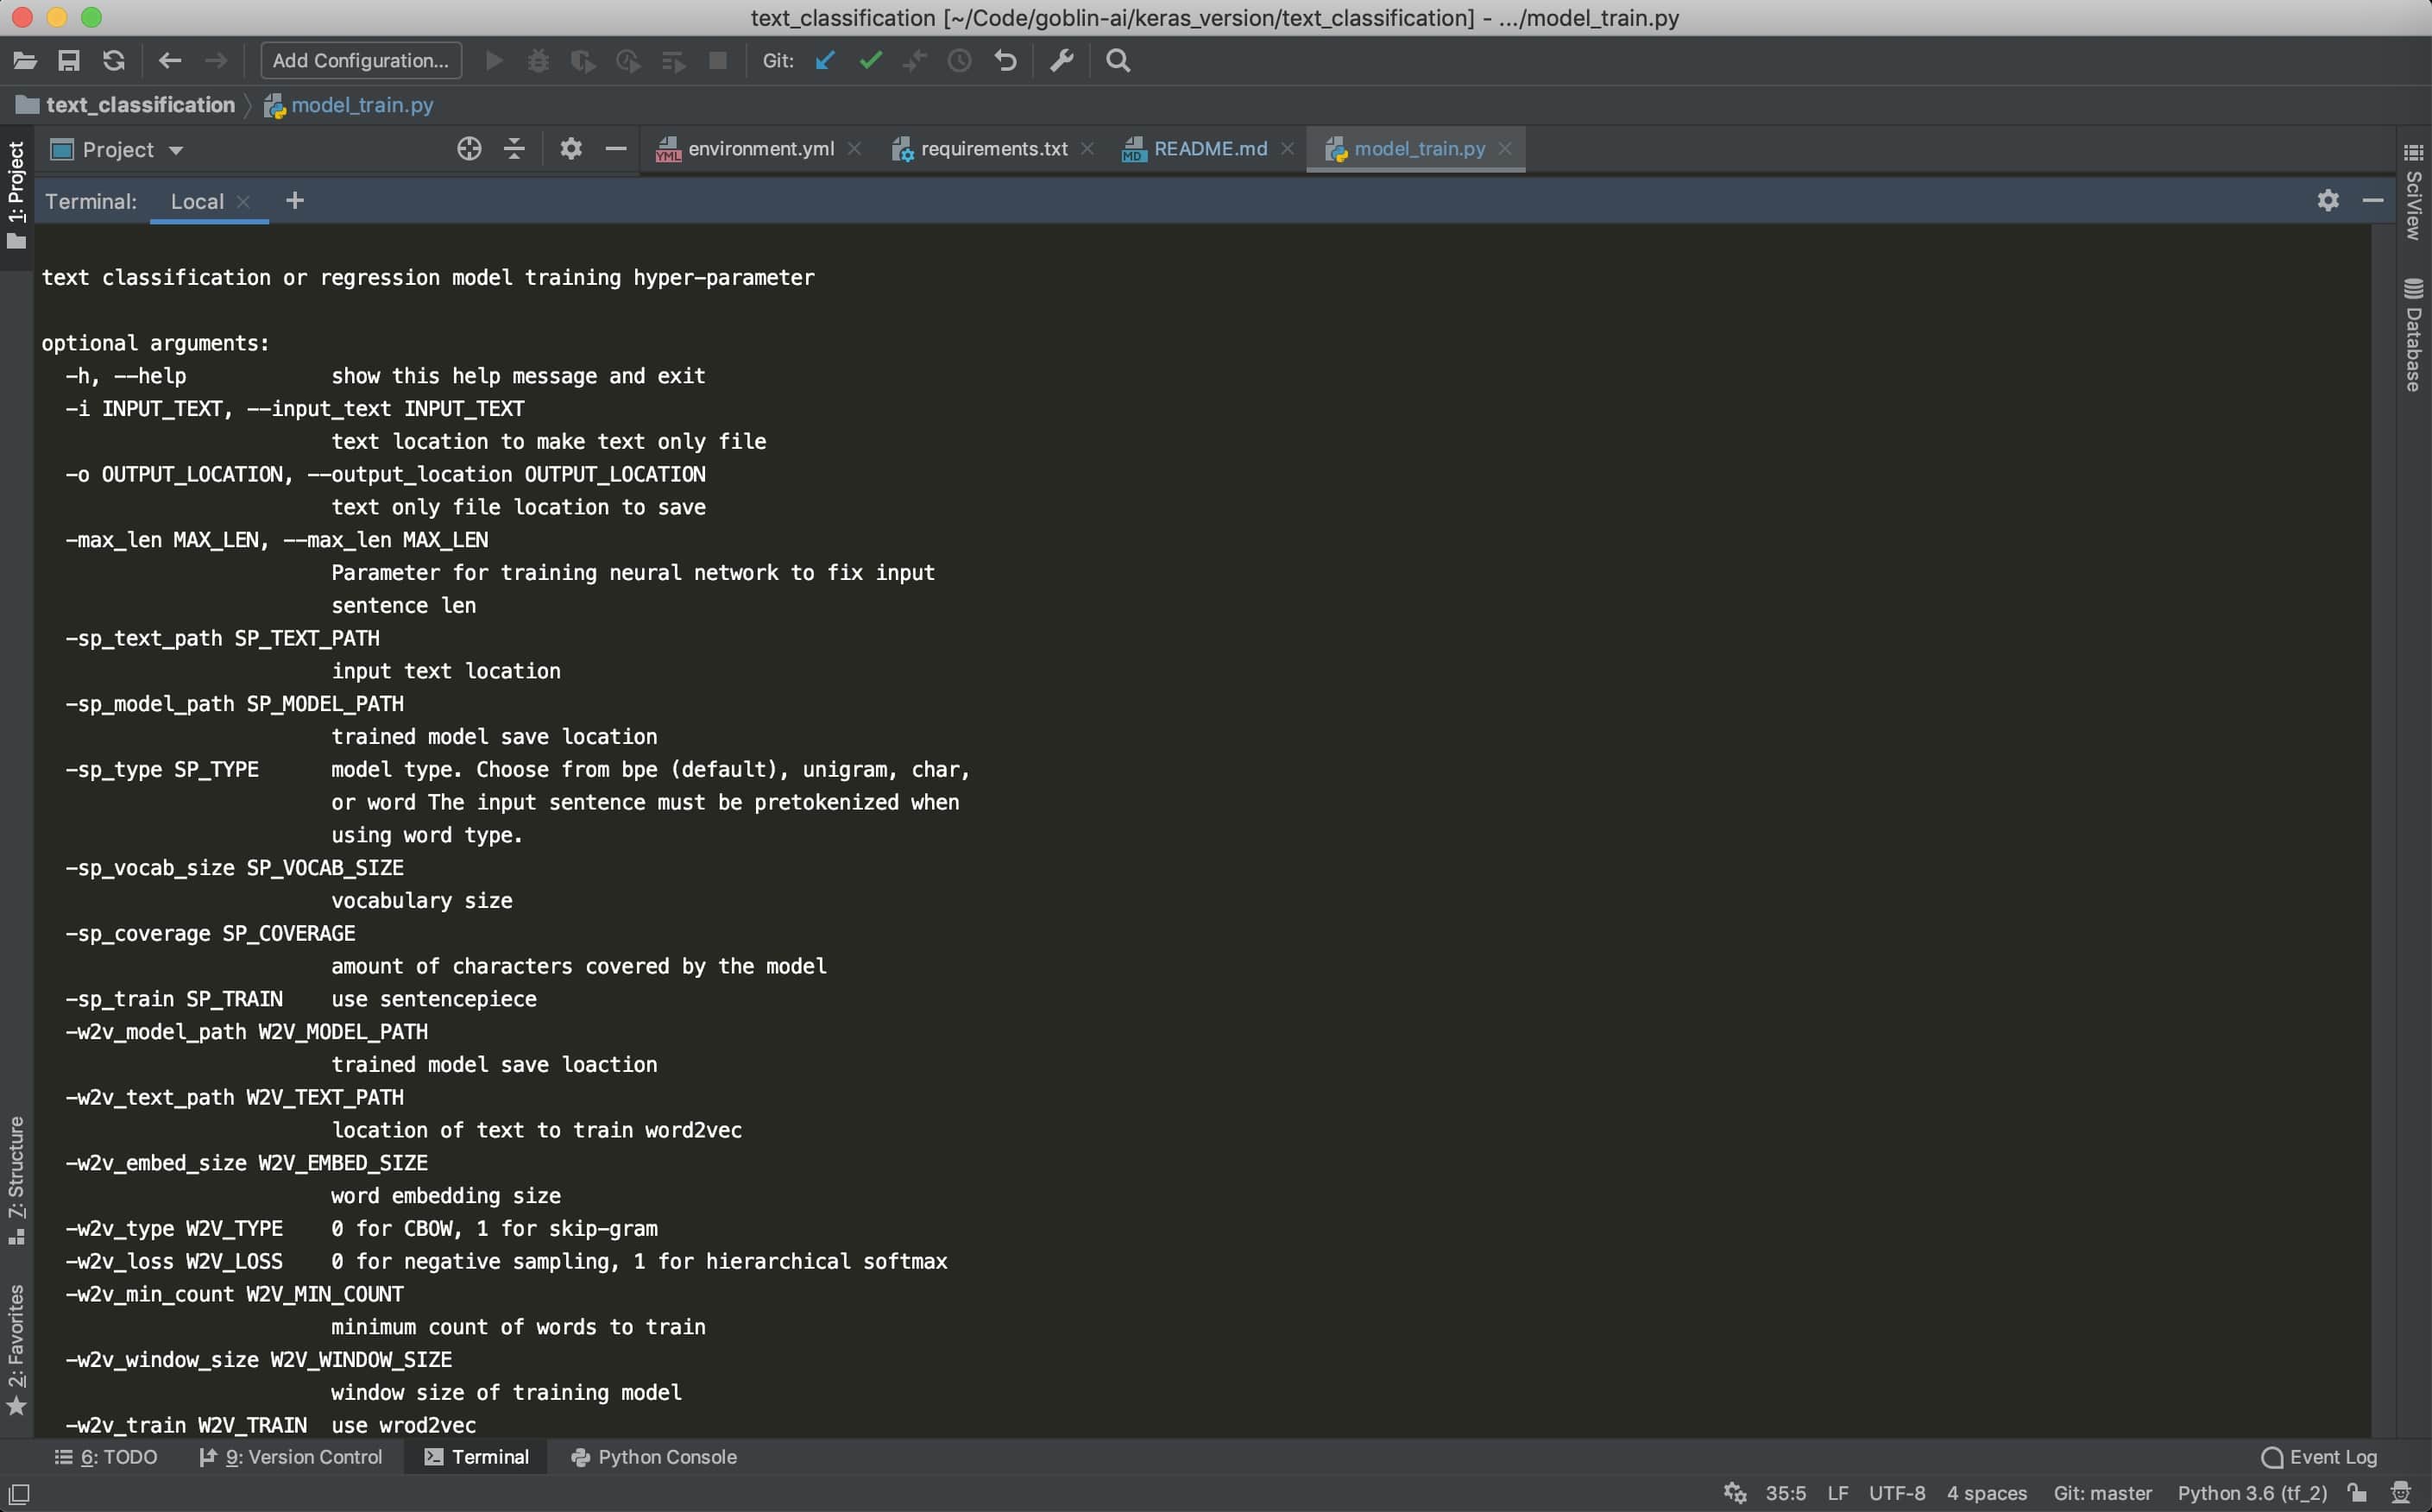 text_classification [~/Code/goblin-ai/keras_version/text_classification] - .../model_train.py
Add Configuration...
Git:
text_classification
model_train.py
Project
environment.yml
requirements.txt
README.md
model_train.py
Terminal:
Local
+
1: Project
7: Structure
2: Favorites
SciView
Database
text classification or regression model training hyper-parameter
optional arguments:
-h, --help show this help message and exit
-i INPUT_TEXT, --input_text INPUT_TEXT
text location to make text only file
-o OUTPUT_LOCATION, --output_location OUTPUT_LOCATION
text only file location to save
-max_len MAX_LEN, --max_len MAX_LEN
Parameter for training neural network to fix input
sentence len
-sp_text_path SP_TEXT_PATH
input text location
-sp_model_path SP_MODEL_PATH
trained model save location
-sp_type SP_TYPE model type. Choose from bpe (default), unigram, char,
or word The input sentence must be pretokenized when
using word type.
-sp_vocab_size SP_VOCAB_SIZE
vocabulary size
-sp_coverage SP_COVERAGE
amount of characters covered by the model
-sp_train SP_TRAIN use sentencepiece
-w2v_model_path W2V_MODEL_PATH
trained model save loaction
-w2v_text_path W2V_TEXT_PATH
location of text to train word2vec
-w2v_embed_size W2V_EMBED_SIZE
word embedding size
-w2v_type W2V_TYPE 0 for CBOW, 1 for skip-gram
-w2v_loss W2V_LOSS 0 for negative sampling, 1 for hierarchical softmax
-w2v_min_count W2V_MIN_COUNT
minimum count of words to train
-w2v_window_size W2V_WINDOW_SIZE
window size of training model
-w2v_train W2V_TRAIN use wrod2vec
6: TODO
9: Version Control
Terminal
Python Console
Event Log
35:5 LF UTF-8 4 spaces Git: master Python 3.6 (tf_2)